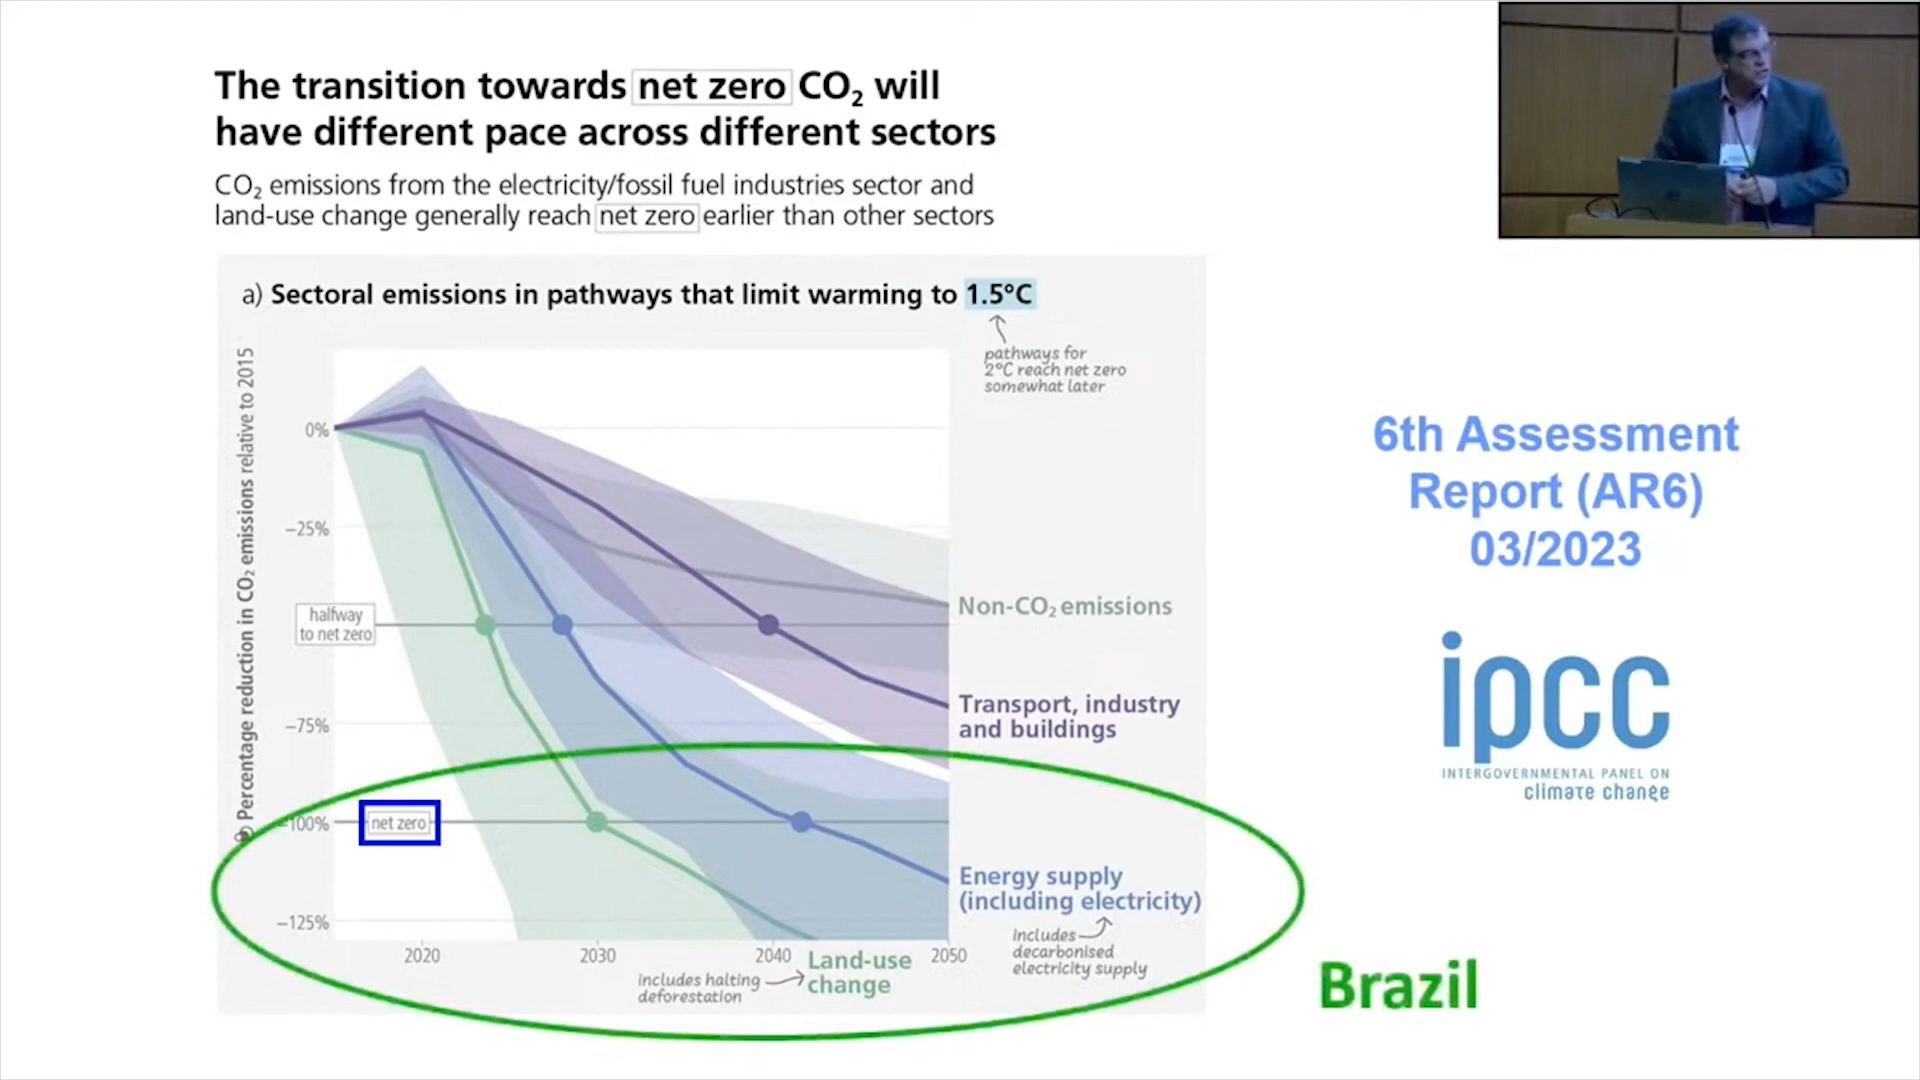 The transition towards net zero CO₂ will
have different pace across different sectors
CO₂ emissions from the electricity/fossil fuel industries sector and
land-use change generally reach net zero earlier than other sectors
a) Sectoral emissions in pathways that limit warming to 1.5°C
pathways for
2°C reach net zero
somewhat later
Percentage reduction in CO₂ emissions relative to 2015
0%
−25%
halfway
to net zero
−75%
−100%
net zero
−125%
2020
2030
2040
2050
Non-CO₂ emissions
Transport, industry
and buildings
Energy supply
(including electricity)
includes
decarbonised
electricity supply
Land-use
change
includes halting
deforestation
6th Assessment
Report (AR6)
03/2023
ipcc
INTERGOVERNMENTAL PANEL ON
climate change
Brazil